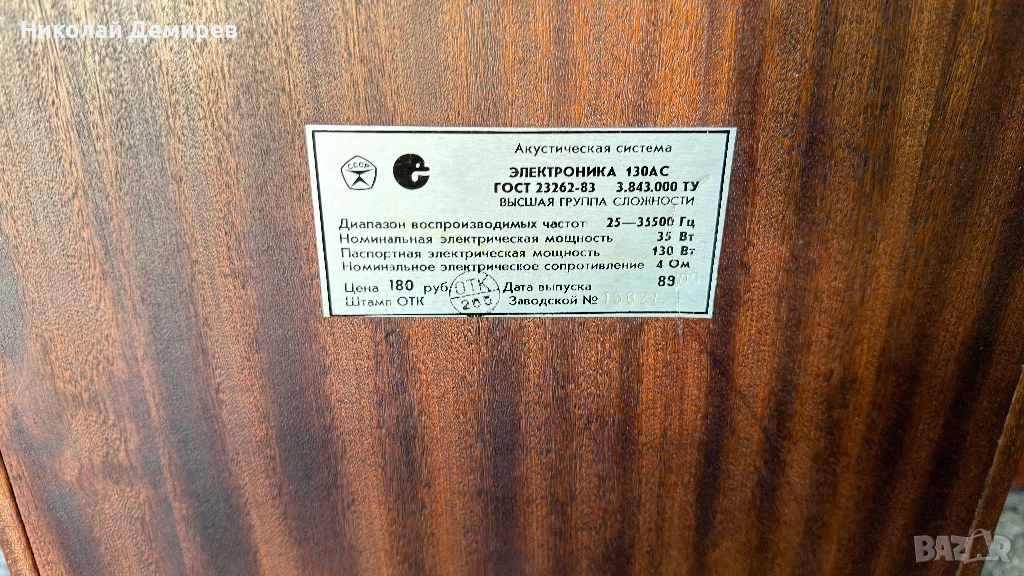 Николай Демирев
Акустическая система
СССР
ЭЛЕКТРОНИКА 130АС
ГОСТ 23262-83 3.843.000 ТУ
ВЫСШАЯ ГРУППА СЛОЖНОСТИ
Диапазон воспроизводимых частот 25—35500 Гц
Номинальная электрическая мощность 35 Вт
Паспортная электрическая мощность 130 Вт
Номинальное электрическое сопротивление 4 Ом
Цена 180 руб. ОТК Дата выпуска 89
Штамп ОТК Заводской №
BAZAR